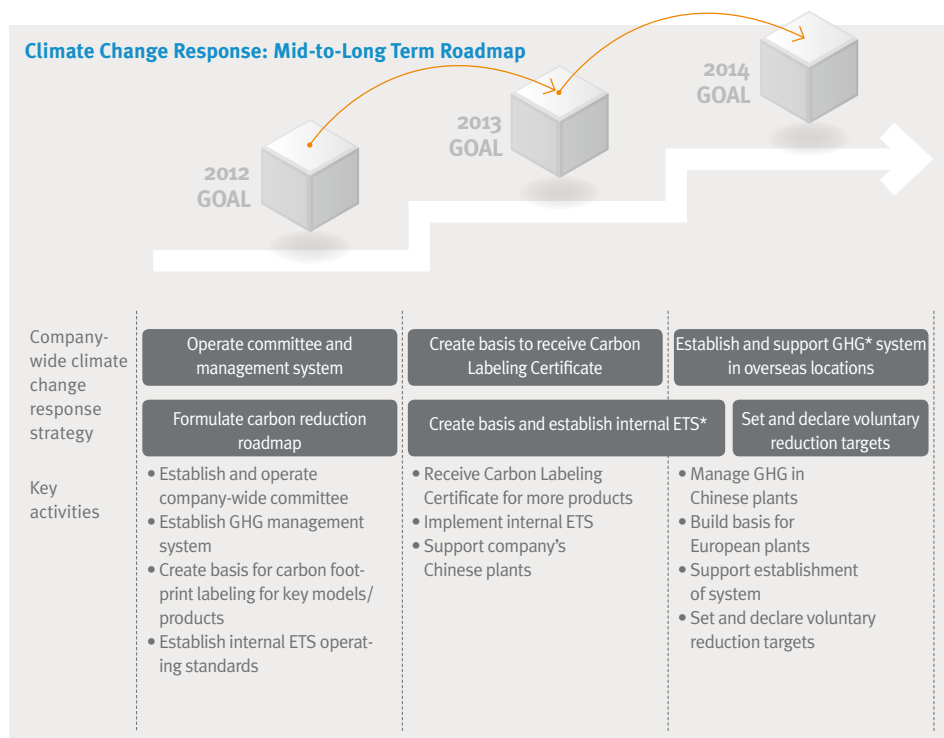 Climate Change Response: Mid-to-Long Term Roadmap
2012
GOAL
2013
GOAL
2014
GOAL
Company-
wide climate
change
response
strategy
Operate committee and
management system
Create basis to receive Carbon
Labeling Certificate
Establish and support GHG* system
in overseas locations
Formulate carbon reduction
roadmap
Create basis and establish internal ETS*
Set and declare voluntary
reduction targets
Key
activities
• Establish and operate
company-wide committee
• Establish GHG management
system
• Create basis for carbon foot-
print labeling for key models/
products
• Establish internal ETS operat-
ing standards
• Receive Carbon Labeling
Certificate for more products
• Implement internal ETS
• Support company's
Chinese plants
• Manage GHG in
Chinese plants
• Build basis for
European plants
• Support establishment
of system
• Set and declare voluntary
reduction targets